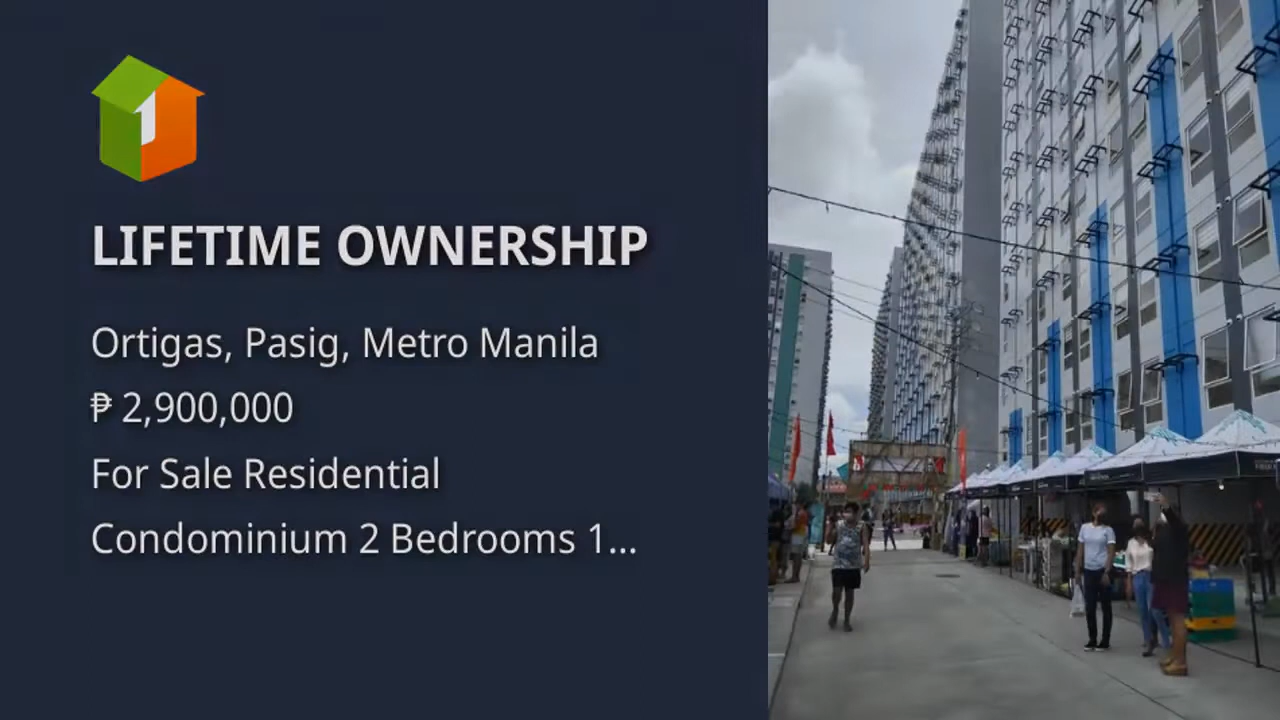 LIFETIME OWNERSHIP
Ortigas, Pasig, Metro Manila
₱ 2,900,000
For Sale Residential
Condominium 2 Bedrooms 1...